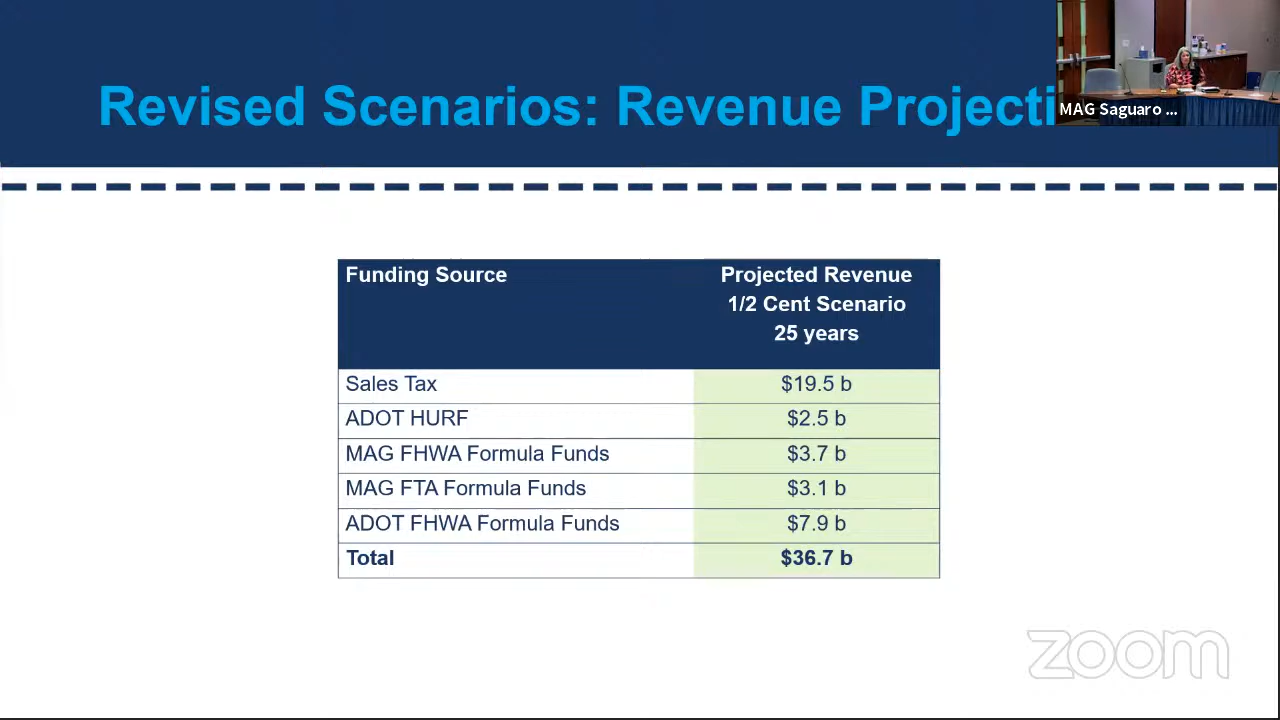 Revised Scenarios: Revenue Projecti
MAG Saguaro ...
Funding Source
Projected Revenue
1/2 Cent Scenario
25 years
Sales Tax $19.5 b
ADOT HURF $2.5 b
MAG FHWA Formula Funds $3.7 b
MAG FTA Formula Funds $3.1 b
ADOT FHWA Formula Funds $7.9 b
Total $36.7 b
zoom